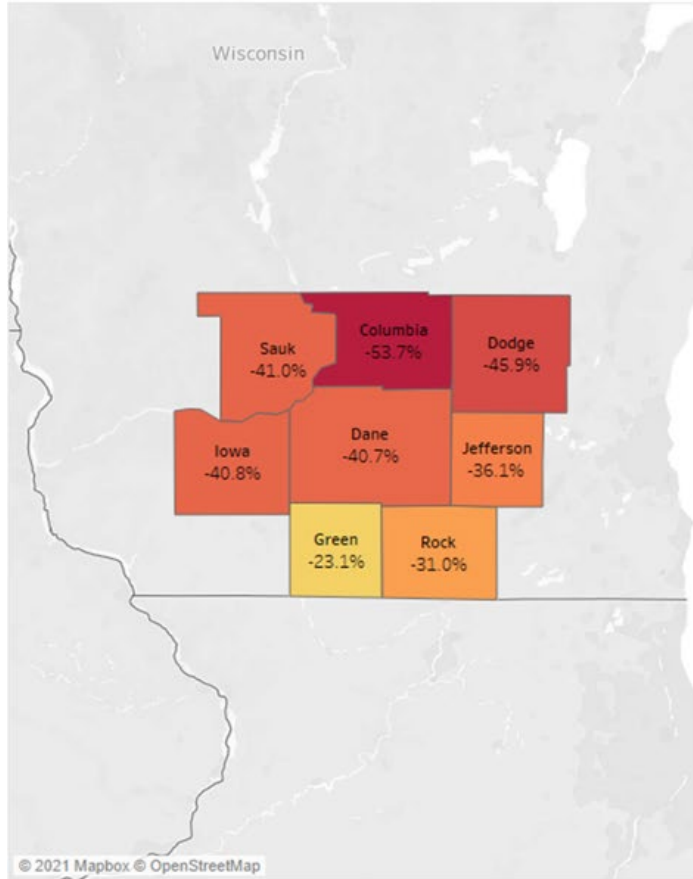 Wisconsin
Columbia
-53.7%
Dodge
-45.9%
Sauk
-41.0%
Dane
-40.7%
Jefferson
-36.1%
Iowa
-40.8%
Green
-23.1%
Rock
-31.0%
© 2021 Mapbox © OpenStreetMap